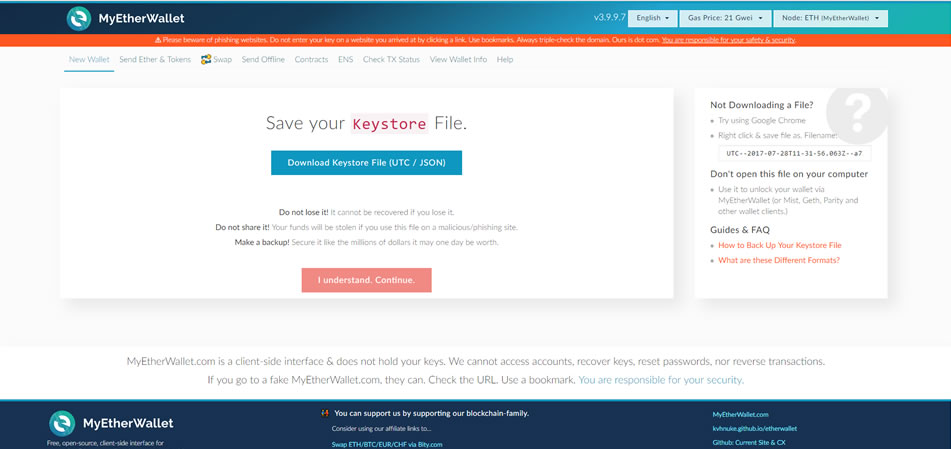 MyEtherWallet
v3.9.9.7 English Gas Price: 21 Gwei Node: ETH (MyEtherWallet)
Please beware of phishing websites. Do not enter your key on a website you arrived at by clicking a link. Use bookmarks. Always triple-check the domain. Ours is dot com. You are responsible for your safety & security.
New Wallet Send Ether & Tokens Swap Send Offline Contracts ENS Check TX Status View Wallet Info Help
Save your Keystore File.
Download Keystore File (UTC / JSON)
Do not lose it! It cannot be recovered if you lose it.
Do not share it! Your funds will be stolen if you use this file on a malicious/phishing site.
Make a backup! Secure it like the millions of dollars it may one day be worth.
I understand. Continue.
?
Not Downloading a File?
Try using Google Chrome
Right click & save file as. Filename:
UTC--2017-07-28T11-31-56.063Z--a7
Don't open this file on your computer
Use it to unlock your wallet via
MyEtherWallet (or Mist, Geth, Parity and
other wallet clients.)
Guides & FAQ
How to Back Up Your Keystore File
What are these Different Formats?
MyEtherWallet.com is a client-side interface & does not hold your keys. We cannot access accounts, recover keys, reset passwords, nor reverse transactions.
If you go to a fake MyEtherWallet.com, they can. Check the URL. Use a bookmark. You are responsible for your security.
MyEtherWallet
Free, open-source, client-side interface for
You can support us by supporting our blockchain-family.
Consider using our affiliate links to...
Swap ETH/BTC/EUR/CHF via Bity.com
MyEtherWallet.com
kvhnuke.github.io/etherwallet
Github: Current Site & CX